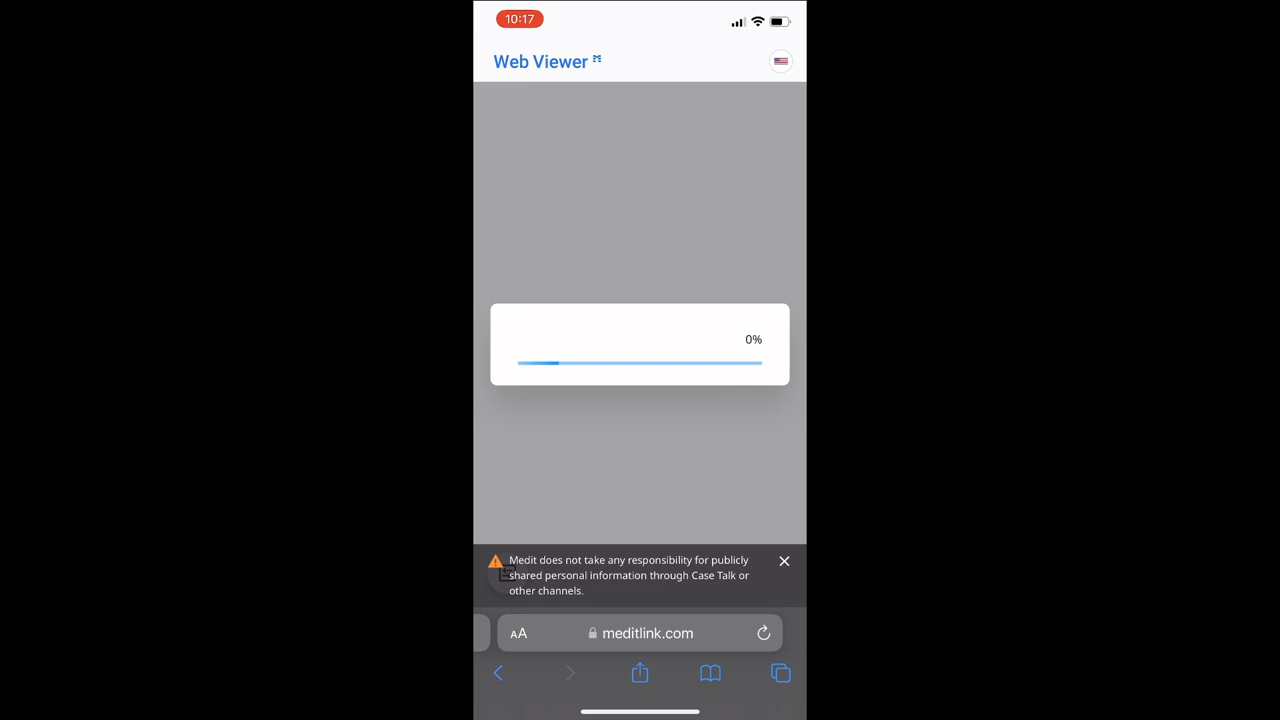 10:17
Web Viewer
0%
Medit does not take any responsibility for publicly
shared personal information through Case Talk or
other channels.
AA
meditlink.com